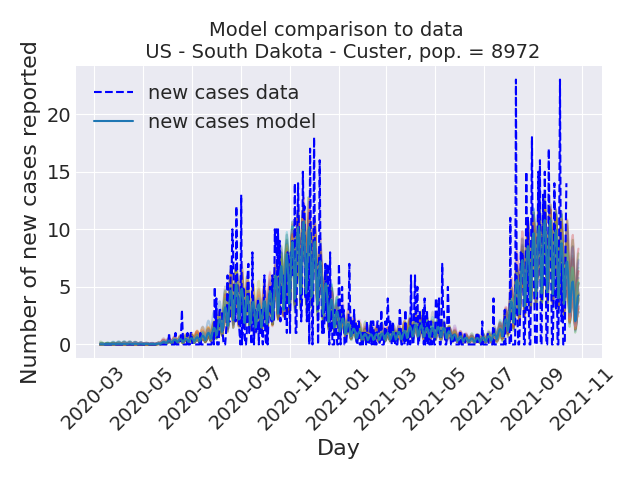 Model comparison to data
US - South Dakota - Custer, pop. = 8972
Number of new cases reported
new cases data
new cases model
20
15
10
5
0
2020-03
2020-05
2020-07
2020-09
2020-11
2021-01
2021-03
2021-05
2021-07
2021-09
2021-11
Day